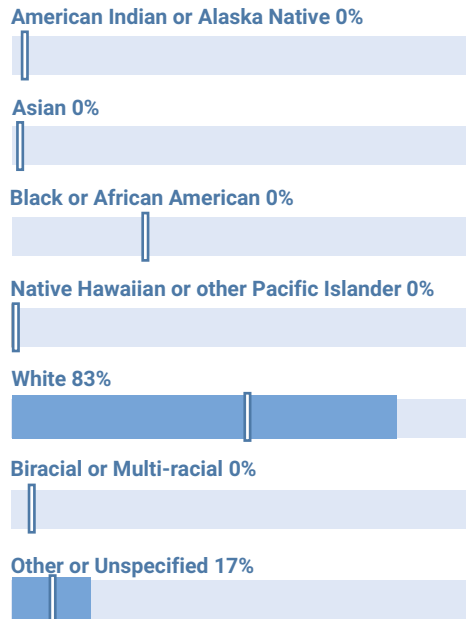 American Indian or Alaska Native 0%
Asian 0%
Black or African American 0%
Native Hawaiian or other Pacific Islander 0%
White 83%
Biracial or Multi-racial 0%
Other or Unspecified 17%